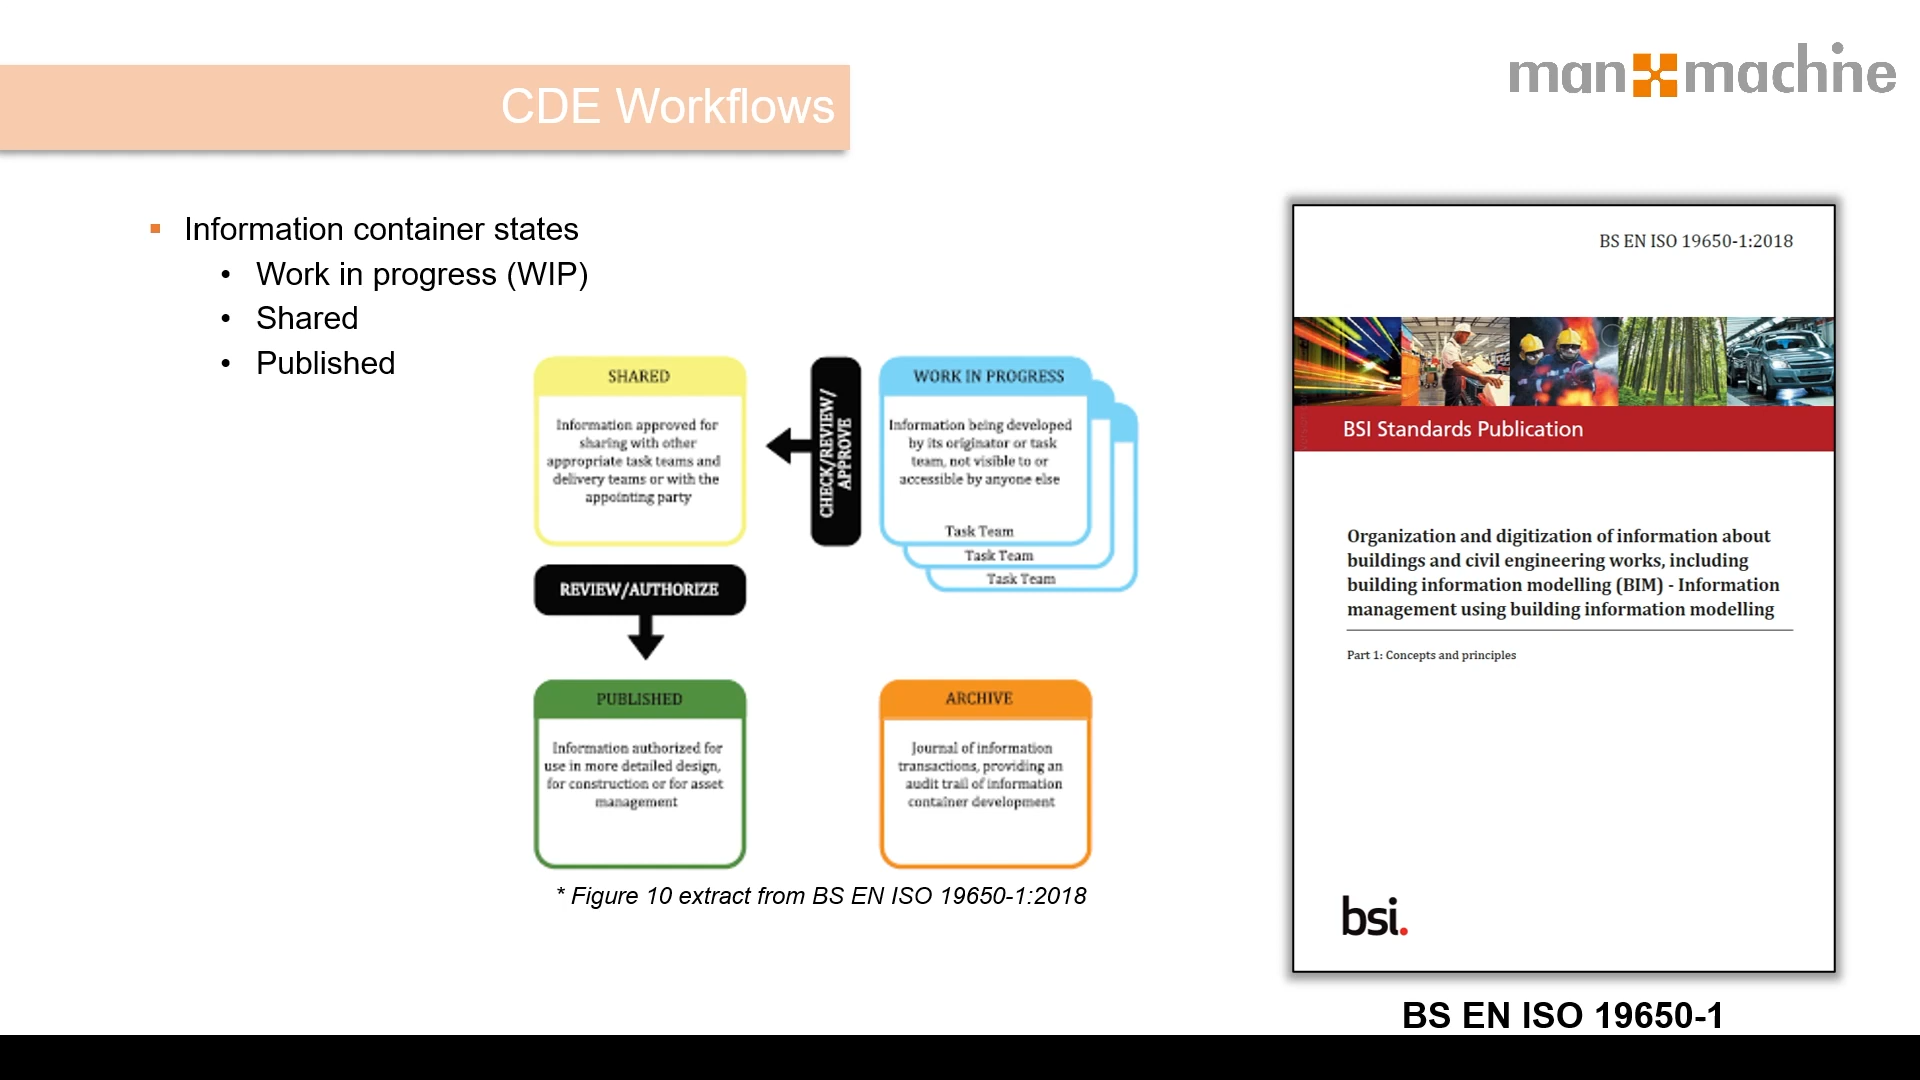 CDE Workflows
man machine
Information container states
Work in progress (WIP)
Shared
Published
SHARED
Information approved for
sharing with other
appropriate task teams and
delivery teams or with the
appointing party
CHECK/REVIEW/
APPROVE
WORK IN PROGRESS
Information being developed
by its originator or task
team, not visible to or
accessible by anyone else
Task Team
Task Team
Task Team
REVIEW/AUTHORIZE
PUBLISHED
Information authorized for
use in more detailed design,
for construction or for asset
management
ARCHIVE
Journal of information
transactions, providing an
audit trail of information
container development
* Figure 10 extract from BS EN ISO 19650-1:2018
BS EN ISO 19650-1:2018
BSI Standards Publication
Organization and digitization of information about
buildings and civil engineering works, including
building information modelling (BIM) - Information
management using building information modelling
Part 1: Concepts and principles
bsi.
BS EN ISO 19650-1